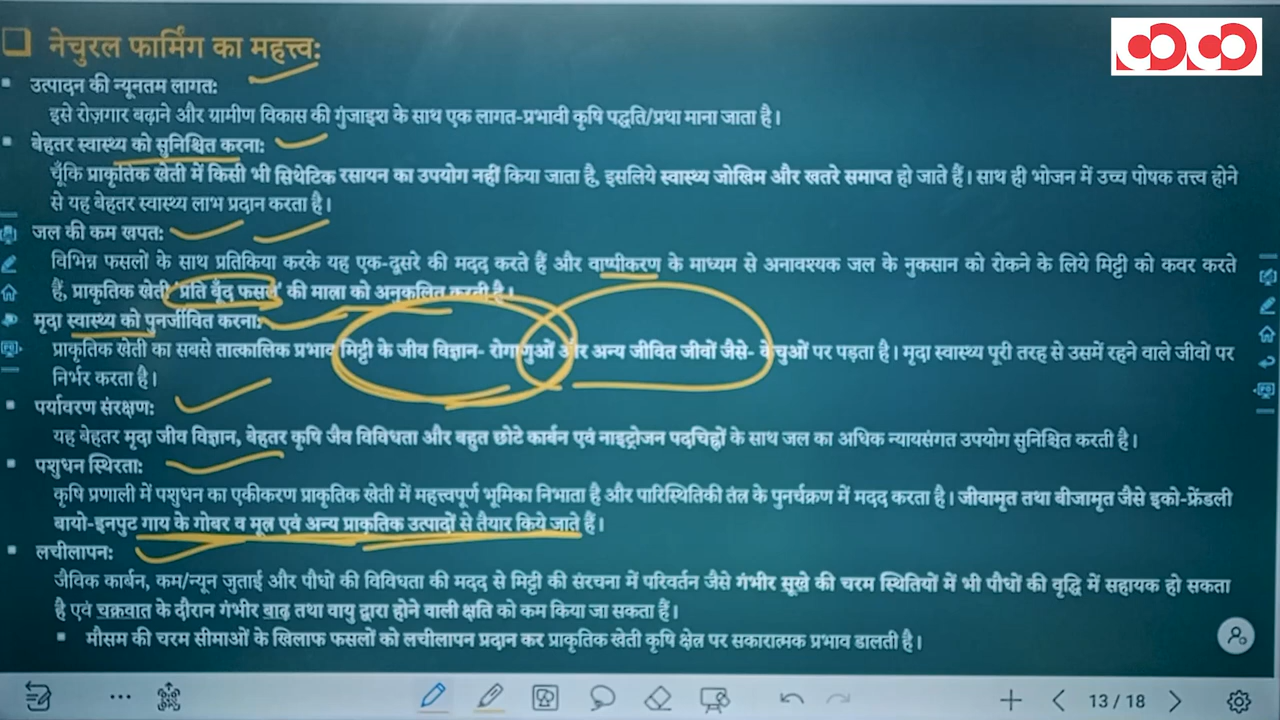 नेचुरल फार्मिंग का महत्त्व:
उत्पादन की न्यूनतम लागत:
इसे रोज़गार बढ़ाने और ग्रामीण विकास की गुंजाइश के साथ एक लागत-प्रभावी कृषि पद्धति/प्रथा माना जाता है।
बेहतर स्वास्थ्य को सुनिश्चित करना:
चूँकि प्राकृतिक खेती में किसी भी सिंथेटिक रसायन का उपयोग नहीं किया जाता है, इसलिये स्वास्थ्य जोखिम और खतरे समाप्त हो जाते हैं। साथ ही भोजन में उच्च पोषक तत्त्व होने
से यह बेहतर स्वास्थ्य लाभ प्रदान करता है।
जल की कम खपत:
विभिन्न फसलों के साथ प्रतिकिया करके यह एक-दूसरे की मदद करते हैं और वाष्पीकरण के माध्यम से अनावश्यक जल के नुकसान को रोकने के लिये मिट्टी को कवर करते
हैं, प्राकृतिक खेती 'प्रति बूँद फसल' की मात्रा को अनुकूलित करती है।
मृदा स्वास्थ्य को पुनर्जीवित करना:
प्राकृतिक खेती का सबसे तात्कालिक प्रभाव मिट्टी के जीव विज्ञान- रोगाणुओं और अन्य जीवित जीवों जैसे- केंचुओं पर पड़ता है। मृदा स्वास्थ्य पूरी तरह से उसमें रहने वाले जीवों पर
निर्भर करता है।
पर्यावरण संरक्षण:
यह बेहतर मृदा जीव विज्ञान, बेहतर कृषि जैव विविधता और बहुत छोटे कार्बन एवं नाइट्रोजन पदचिह्नों के साथ जल का अधिक न्यायसंगत उपयोग सुनिश्चित करती है।
पशुधन स्थिरता:
कृषि प्रणाली में पशुधन का एकीकरण प्राकृतिक खेती में महत्त्वपूर्ण भूमिका निभाता है और पारिस्थितिकी तंत्र के पुनर्चक्रण में मदद करता है। जीवामृत तथा बीजामृत जैसे इको-फ्रेंडली
बायो-इनपुट गाय के गोबर व मूत्र एवं अन्य प्राकृतिक उत्पादों से तैयार किये जाते हैं।
लचीलापन:
जैविक कार्बन, कम/न्यून जुताई और पौधों की विविधता की मदद से मिट्टी की संरचना में परिवर्तन जैसे गंभीर सूखे की चरम स्थितियों में भी पौधों की वृद्धि में सहायक हो सकता
है एवं चक्रवात के दौरान गंभीर बाढ़ तथा वायु द्वारा होने वाली क्षति को कम किया जा सकता हैं।
मौसम की चरम सीमाओं के खिलाफ फसलों को लचीलापन प्रदान कर प्राकृतिक खेती कृषि क्षेत्र पर सकारात्मक प्रभाव डालती है।
13 / 18